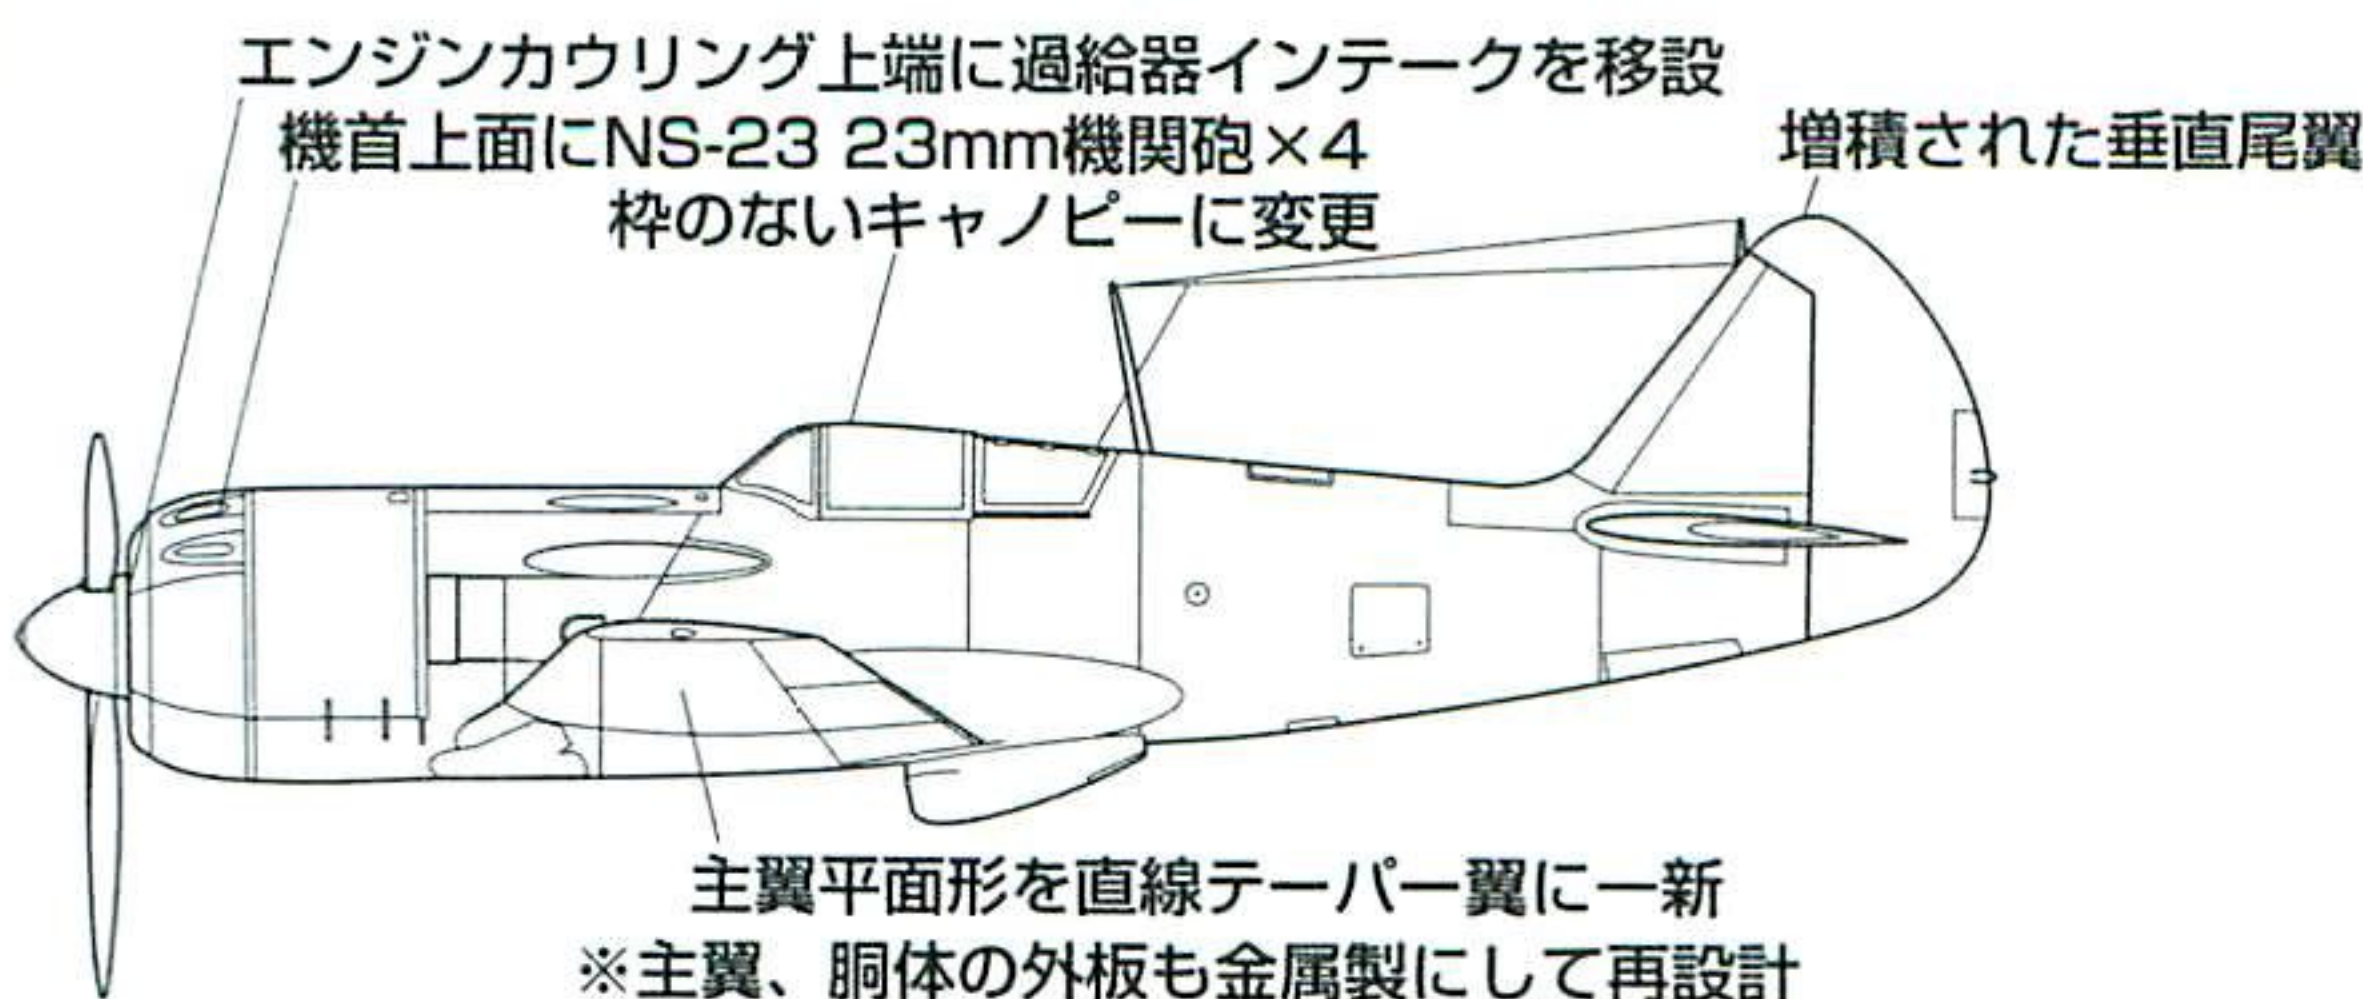 エンジンカウリング上端に過給器インテークを移設
機首上面にNS-23 23mm機関砲×4
増積された垂直尾翼
枠のないキャノピーに変更
主翼平面形を直線テーパー翼に一新
※主翼、胴体の外板も金属製にして再設計